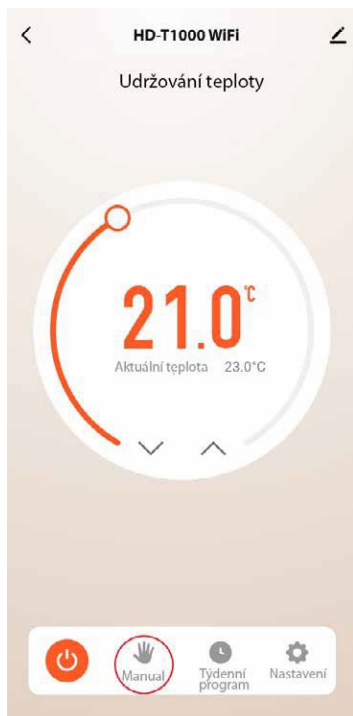 HD-T1000 WiFi
Udržování teploty
21.0°C
Aktuální teplota 23.0°C
Manual
Týdenní
program
Nastavení